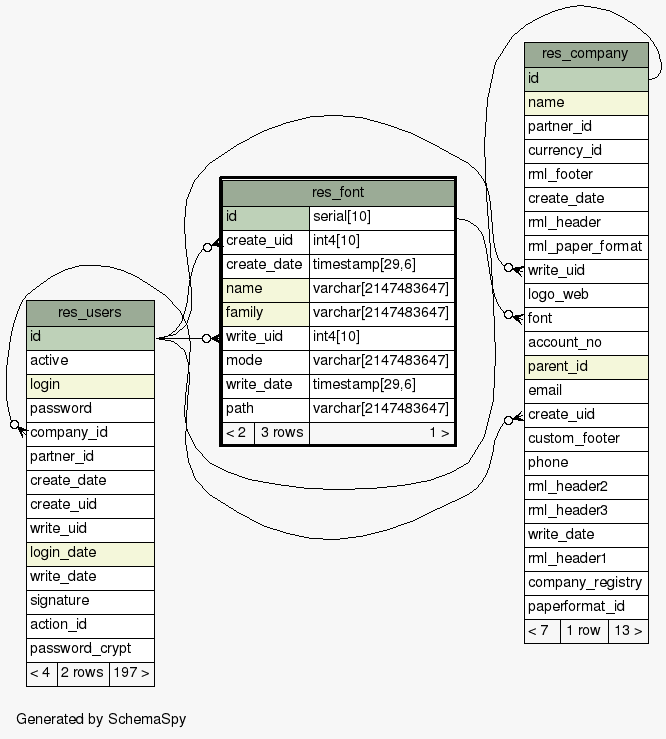 res_company
id
name
partner_id
currency_id
rml_footer
create_date
rml_header
rml_paper_format
write_uid
logo_web
font
account_no
parent_id
email
create_uid
custom_footer
phone
rml_header2
rml_header3
write_date
rml_header1
company_registry
paperformat_id
< 7 1 row 13 >
res_font
id serial[10]
create_uid int4[10]
create_date timestamp[29,6]
name varchar[2147483647]
family varchar[2147483647]
write_uid int4[10]
mode varchar[2147483647]
write_date timestamp[29,6]
path varchar[2147483647]
< 2 3 rows 1 >
res_users
id
active
login
password
company_id
partner_id
create_date
create_uid
write_uid
login_date
write_date
signature
action_id
password_crypt
< 4 2 rows 197 >
Generated by SchemaSpy